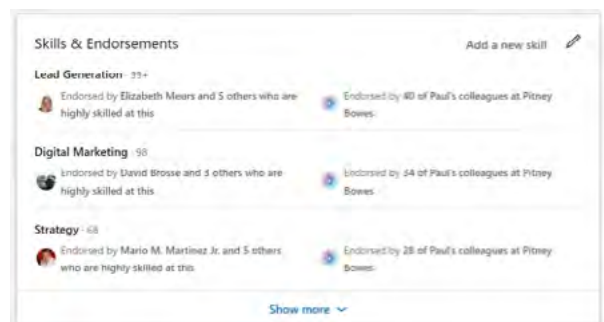 Skills & Endorsements
Add a new skill
Lead Generation · 99+
Endorsed by Elizabeth Mears and 5 others who are
highly skilled at this
Endorsed by 40 of Paul's colleagues at Pitney
Bowes
Digital Marketing · 98
Endorsed by David Brosse and 3 others who are
highly skilled at this
Endorsed by 34 of Paul's colleagues at Pitney
Bowes
Strategy · 68
Endorsed by Mario M. Martinez Jr. and 5 others
who are highly skilled at this
Endorsed by 28 of Paul's colleagues at Pitney
Bowes
Show more